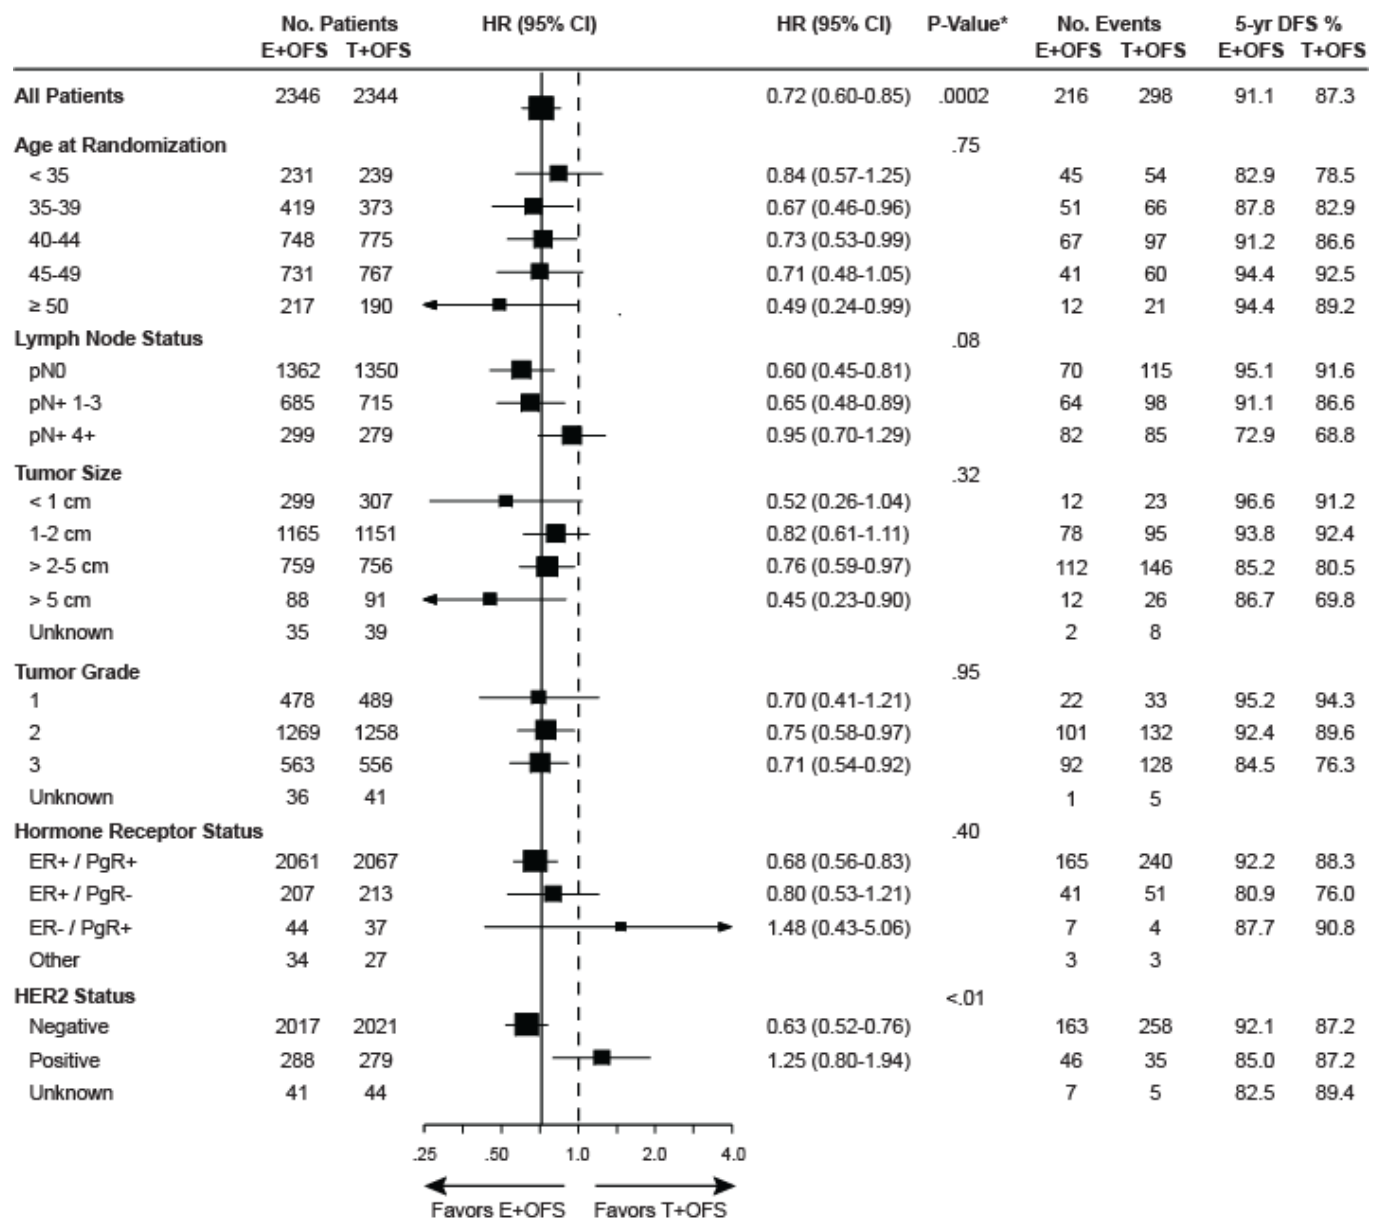 No. Patients HR (95% CI) HR (95% CI) P-Value* No. Events 5-yr DFS %
E+OFS T+OFS E+OFS T+OFS E+OFS T+OFS
All Patients 2346 2344 0.72 (0.60-0.85) .0002 216 298 91.1 87.3
Age at Randomization .75
< 35 231 239 0.84 (0.57-1.25) 45 54 82.9 78.5
35-39 419 373 0.67 (0.46-0.96) 51 66 87.8 82.9
40-44 748 775 0.73 (0.53-0.99) 67 97 91.2 86.6
45-49 731 767 0.71 (0.48-1.05) 41 60 94.4 92.5
≥ 50 217 190 0.49 (0.24-0.99) 12 21 94.4 89.2
Lymph Node Status .08
pN0 1362 1350 0.60 (0.45-0.81) 70 115 95.1 91.6
pN+ 1-3 685 715 0.65 (0.48-0.89) 64 98 91.1 86.6
pN+ 4+ 299 279 0.95 (0.70-1.29) 82 85 72.9 68.8
Tumor Size .32
< 1 cm 299 307 0.52 (0.26-1.04) 12 23 96.6 91.2
1-2 cm 1165 1151 0.82 (0.61-1.11) 78 95 93.8 92.4
> 2-5 cm 759 756 0.76 (0.59-0.97) 112 146 85.2 80.5
> 5 cm 88 91 0.45 (0.23-0.90) 12 26 86.7 69.8
Unknown 35 39 2 8
Tumor Grade .95
1 478 489 0.70 (0.41-1.21) 22 33 95.2 94.3
2 1269 1258 0.75 (0.58-0.97) 101 132 92.4 89.6
3 563 556 0.71 (0.54-0.92) 92 128 84.5 76.3
Unknown 36 41 1 5
Hormone Receptor Status .40
ER+ / PgR+ 2061 2067 0.68 (0.56-0.83) 165 240 92.2 88.3
ER+ / PgR- 207 213 0.80 (0.53-1.21) 41 51 80.9 76.0
ER- / PgR+ 44 37 1.48 (0.43-5.06) 7 4 87.7 90.8
Other 34 27 3 3
HER2 Status <.01
Negative 2017 2021 0.63 (0.52-0.76) 163 258 92.1 87.2
Positive 288 279 1.25 (0.80-1.94) 46 35 85.0 87.2
Unknown 41 44 7 5 82.5 89.4
.25 .50 1.0 2.0 4.0
Favors E+OFS Favors T+OFS